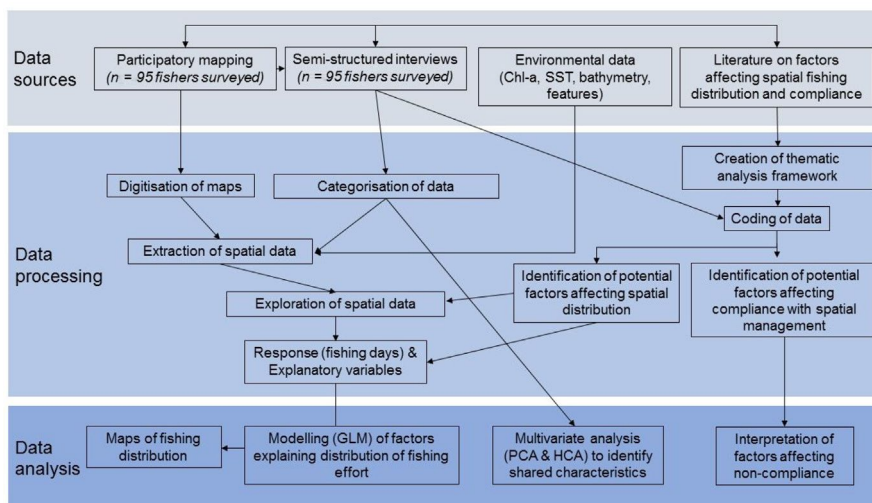 Data
sources
Participatory mapping
(n = 95 fishers surveyed)
Semi-structured interviews
(n = 95 fishers surveyed)
Environmental data
(Chl-a, SST, bathymetry,
features)
Literature on factors
affecting spatial fishing
distribution and compliance
Data
processing
Creation of thematic
analysis framework
Digitisation of maps
Categorisation of data
Coding of data
Extraction of spatial data
Identification of potential
factors affecting spatial
distribution
Identification of potential
factors affecting
compliance with spatial
management
Exploration of spatial data
Response (fishing days) &
Explanatory variables
Data
analysis
Maps of fishing
distribution
Modelling (GLM) of factors
explaining distribution of fishing
effort
Multivariate analysis
(PCA & HCA) to identify
shared characteristics
Interpretation of
factors affecting
non-compliance